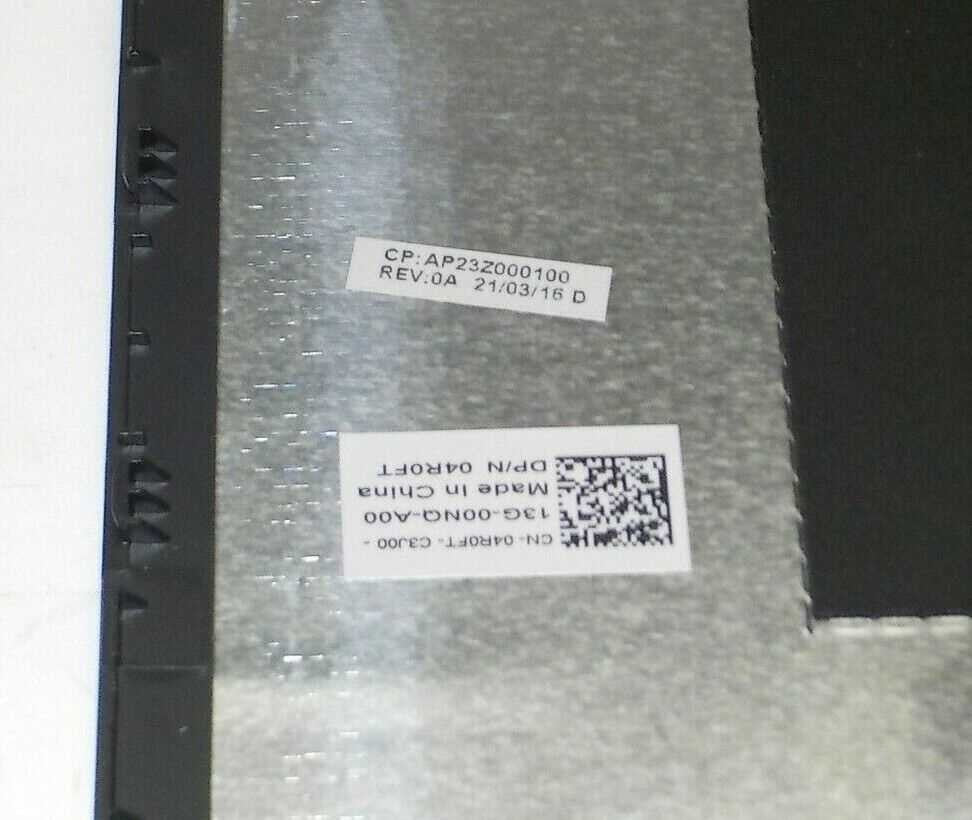 CP:AP23Z000100
REV:0A 21/03/16 D
CN-04R0FT-C3J00-
13G-00NQ-A00
Made In China
DP/N 04R0FT